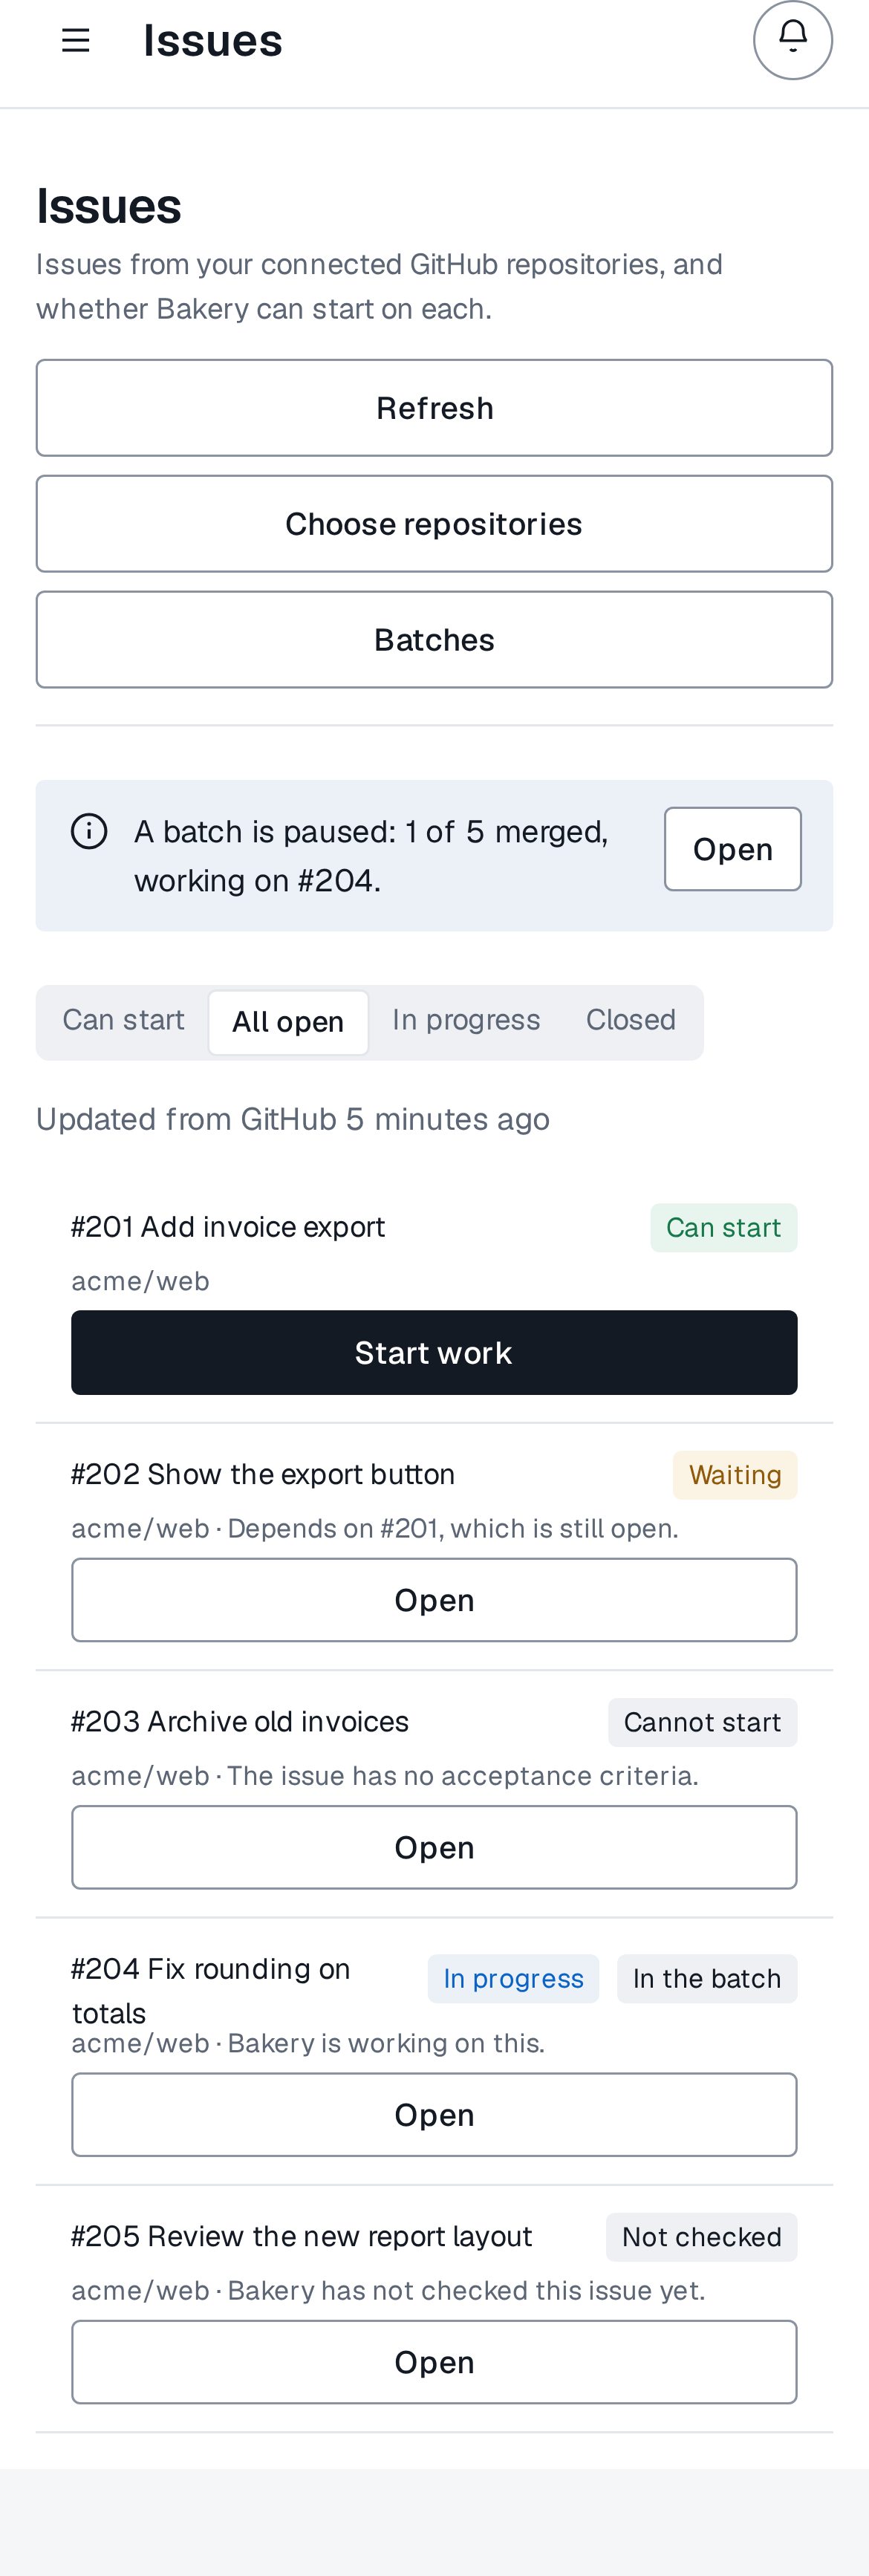 Issues
Issues
Issues from your connected GitHub repositories, and
whether Bakery can start on each.
Refresh
Choose repositories
Batches
A batch is paused: 1 of 5 merged,
working on #204.
Open
Can start
All open
In progress
Closed
Updated from GitHub 5 minutes ago
#201 Add invoice export
Can start
acme/web
Start work
#202 Show the export button
Waiting
acme/web · Depends on #201, which is still open.
Open
#203 Archive old invoices
Cannot start
acme/web · The issue has no acceptance criteria.
Open
#204 Fix rounding on
totals
In progress
In the batch
acme/web · Bakery is working on this.
Open
#205 Review the new report layout
Not checked
acme/web · Bakery has not checked this issue yet.
Open